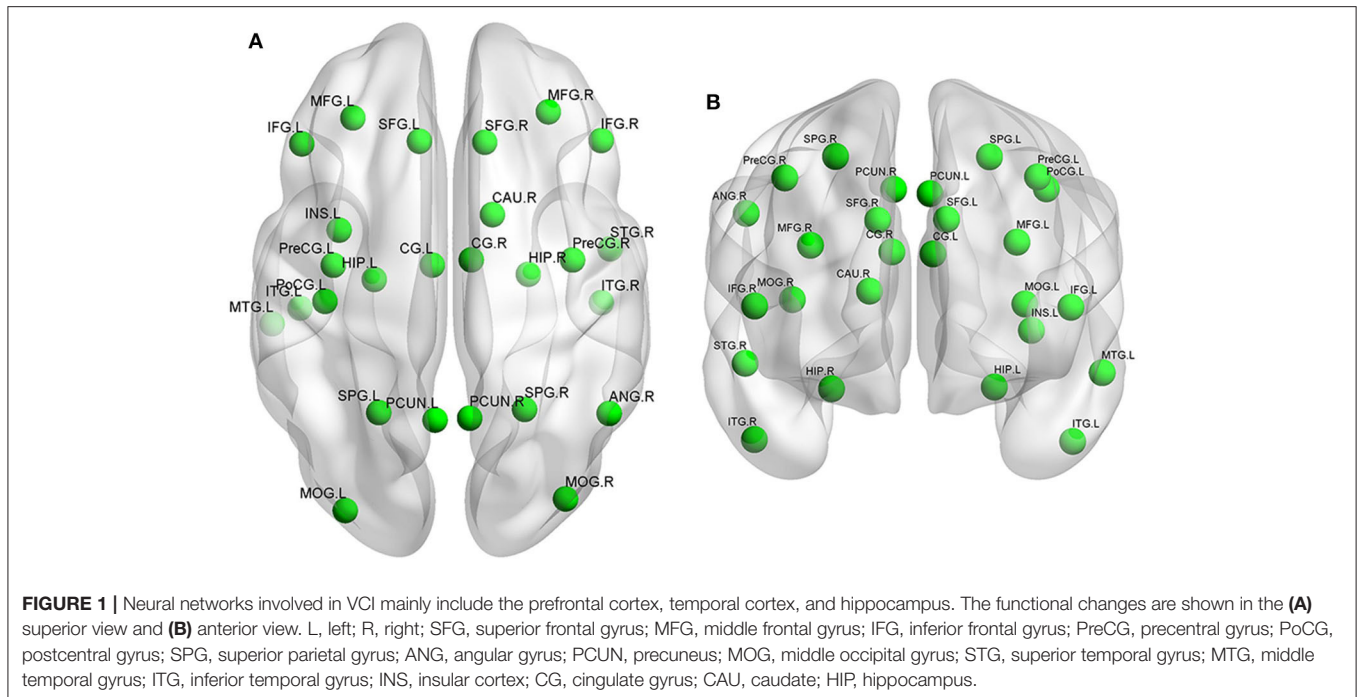 A
MFG.L
MFG.R
IFG.L
SFG.L
SFG.R
IFG.R
CAU.R
INS.L
STG.R
PreCG.L
HIP.L
CG.L
CG.R
PreCG.R
HIP.R
PoCG.L
ITG.L
ITG.R
MTG.L
SPG.L
PCUN.L
PCUN.R
SPG.R
ANG.R
MOG.L
MOG.R
B
SPG.R
SPG.L
PreCG.R
PreCG.L
PCUN.R
PCUN.L
PoCG.L
ANG.R
SFG.R
SFG.L
MFG.R
MFG.L
CG.R
CG.L
CAU.R
IFG.R
MOG.R
MOG.L
IFG.L
INS.L
STG.R
MTG.L
HIP.R
HIP.L
ITG.R
ITG.L
FIGURE 1 | Neural networks involved in VCI mainly include the prefrontal cortex, temporal cortex, and hippocampus. The functional changes are shown in the (A)
superior view and (B) anterior view. L, left; R, right; SFG, superior frontal gyrus; MFG, middle frontal gyrus; IFG, inferior frontal gyrus; PreCG, precentral gyrus; PoCG,
postcentral gyrus; SPG, superior parietal gyrus; ANG, angular gyrus; PCUN, precuneus; MOG, middle occipital gyrus; STG, superior temporal gyrus; MTG, middle
temporal gyrus; ITG, inferior temporal gyrus; INS, insular cortex; CG, cingulate gyrus; CAU, caudate; HIP, hippocampus.